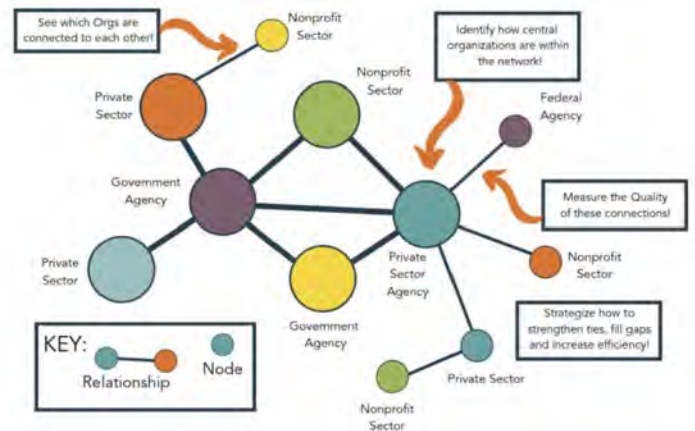 See which Orgs are
connected to each other!
Nonprofit
Sector
Identify how central
organizations are within
the network!
Nonprofit
Sector
Private
Sector
Federal
Agency
Government
Agency
Measure the Quality
of these connections!
Private
Sector
Private
Sector
Agency
Nonprofit
Sector
Government
Agency
Strategize how to
strengthen ties, fill gaps
and increase efficiency!
KEY:
Relationship
Node
Private Sector
Nonprofit
Sector